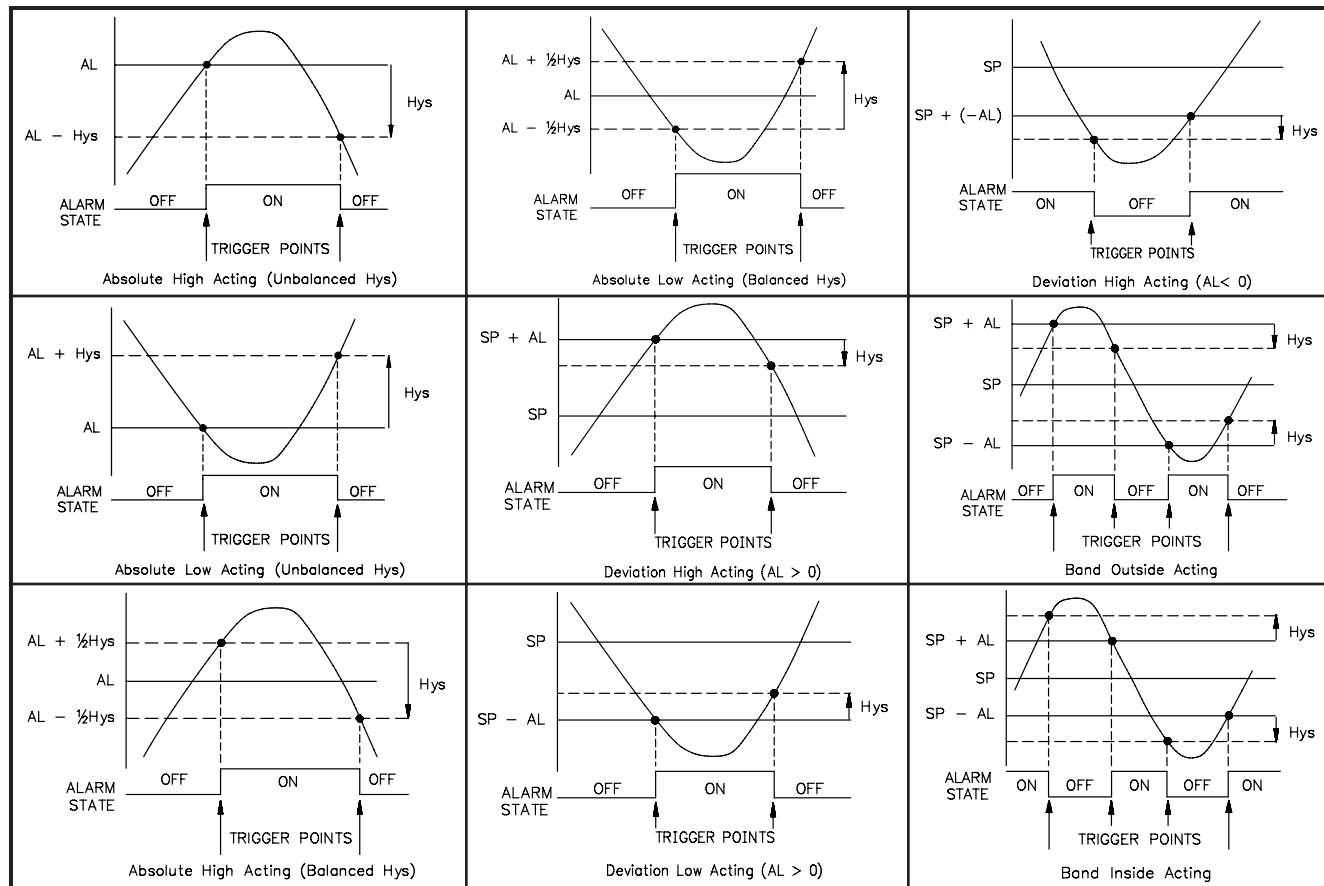 AL
AL - Hys
Hys
ALARM STATE
OFF
ON
OFF
TRIGGER POINTS
Absolute High Acting (Unbalanced Hys)
AL + ½Hys
AL
AL - ½Hys
Hys
ALARM STATE
OFF
ON
OFF
TRIGGER POINTS
Absolute Low Acting (Balanced Hys)
SP
SP + (-AL)
Hys
ALARM STATE
ON
OFF
ON
TRIGGER POINTS
Deviation High Acting (AL< 0)
AL + Hys
AL
Hys
ALARM STATE
OFF
ON
OFF
TRIGGER POINTS
Absolute Low Acting (Unbalanced Hys)
SP + AL
SP
Hys
ALARM STATE
OFF
ON
OFF
TRIGGER POINTS
Deviation High Acting (AL > 0)
SP + AL
Hys
SP
SP - AL
Hys
ALARM STATE
OFF
ON
OFF
ON
OFF
TRIGGER POINTS
Band Outside Acting
AL + ½Hys
AL
AL - ½Hys
Hys
ALARM STATE
OFF
ON
OFF
TRIGGER POINTS
Absolute High Acting (Balanced Hys)
SP
SP - AL
Hys
ALARM STATE
OFF
ON
OFF
TRIGGER POINTS
Deviation Low Acting (AL > 0)
SP + AL
Hys
SP
SP - AL
Hys
ALARM STATE
ON
OFF
ON
OFF
ON
TRIGGER POINTS
Band Inside Acting